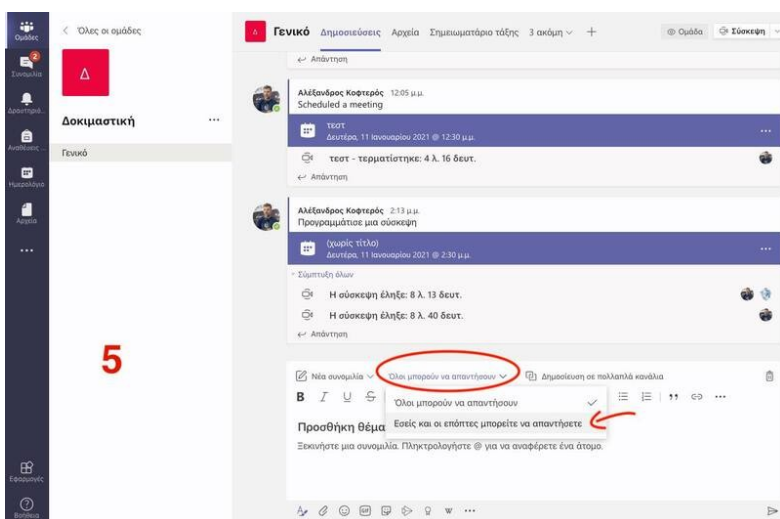 Ομάδες
Συνομιλία
2
Δραστηριό...
Αναθέσεις ...
Ημερολόγιο
Αρχεία
Εφαρμογές
Βοήθεια
< Όλες οι ομάδες
Δ
Δοκιμαστική
Γενικό
5
Δ Γενικό Δημοσιεύσεις Αρχεία Σημειωματάριο τάξης 3 ακόμη
Ομάδα
Σύσκεψη
Απάντηση
Αλέξανδρος Κοφτερός 12:05 μ.μ.
Scheduled a meeting
τεστ
Δευτέρα, 11 Ιανουαρίου 2021 @ 12:30 μ.μ.
τεστ - τερματίστηκε: 4 λ. 16 δευτ.
Απάντηση
Αλέξανδρος Κοφτερός 2:13 μ.μ.
Προγραμμάτισε μια σύσκεψη
(χωρίς τίτλο)
Δευτέρα, 11 Ιανουαρίου 2021 @ 2:30 μ.μ.
Σύμπτυξη όλων
Η σύσκεψη έληξε: 8 λ. 13 δευτ.
Η σύσκεψη έληξε: 8 λ. 40 δευτ.
Απάντηση
Νέα συνομιλία Όλοι μπορούν να απαντήσουν Δημοσίευση σε πολλαπλά κανάλια
B I U S
Όλοι μπορούν να απαντήσουν
Εσείς και οι επόπτες μπορείτε να απαντήσετε
Προσθήκη θέμα
Ξεκινήστε μια συνομιλία. Πληκτρολογήστε @ για να αναφέρετε ένα άτομο.
GIF